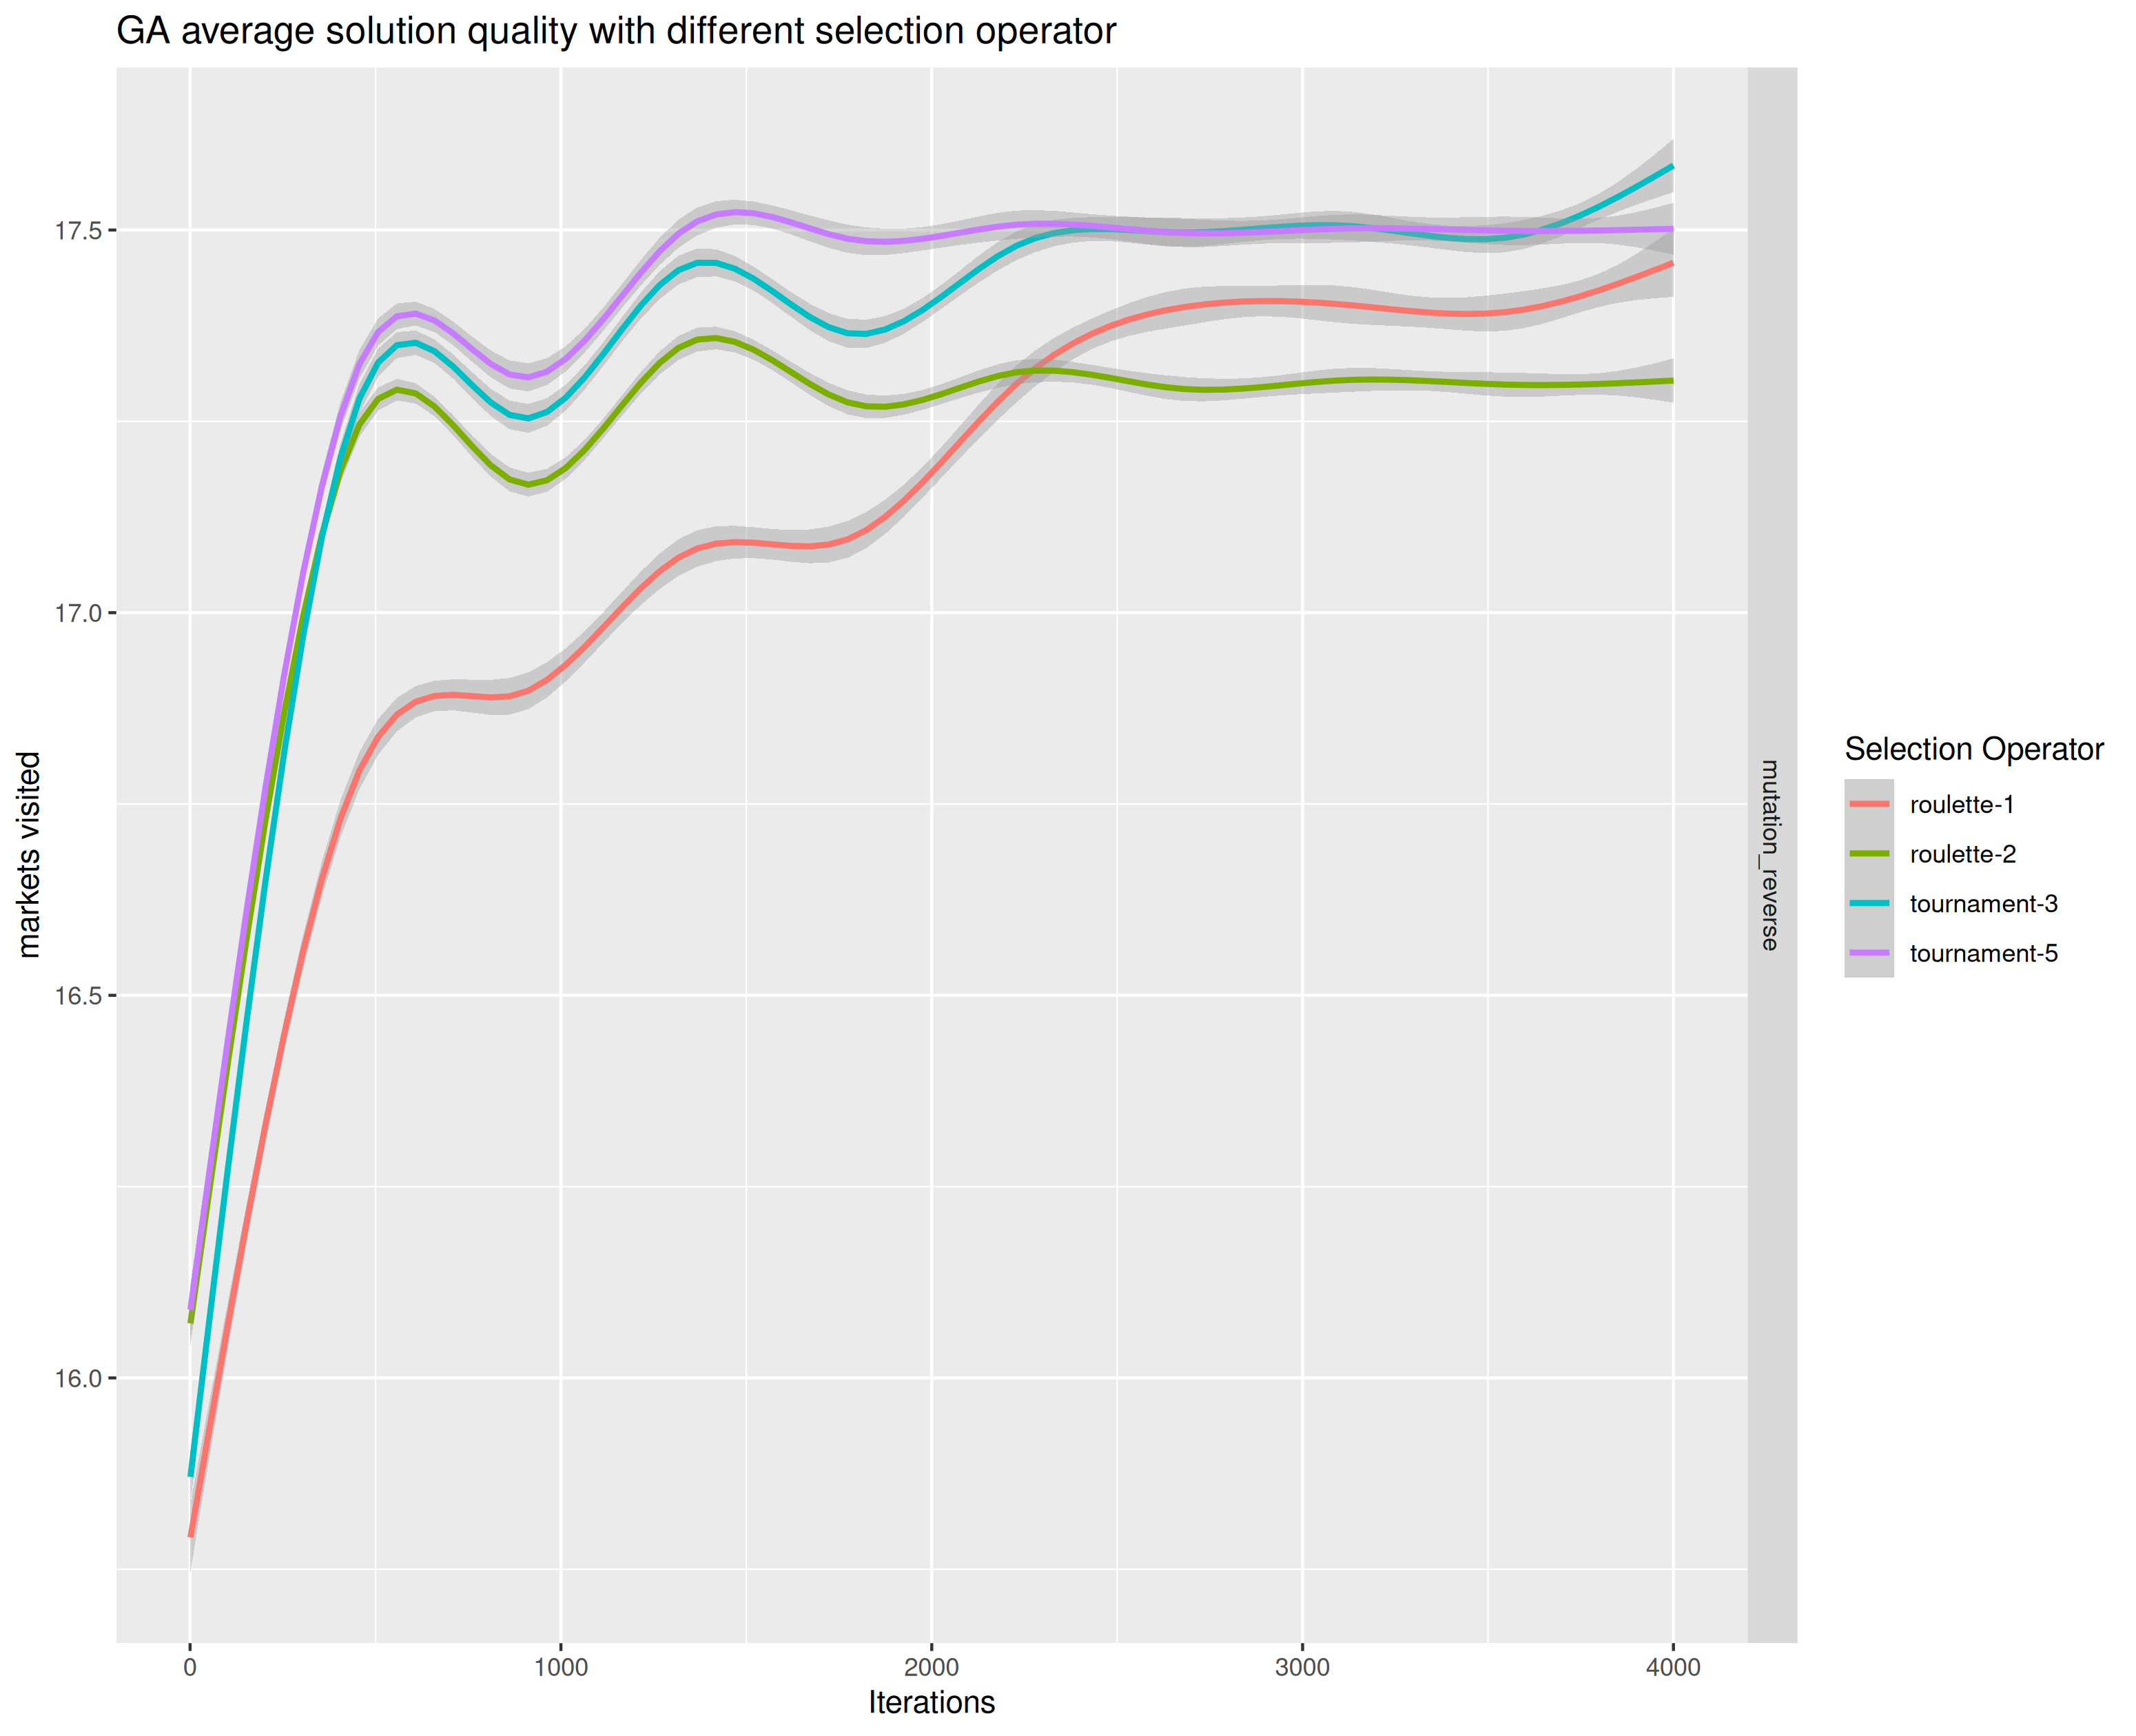 GA average solution quality with different selection operator
markets visited
17.5
17.0
16.5
16.0
0
1000
2000
3000
4000
Iterations
mutation_reverse
Selection Operator
roulette-1
roulette-2
tournament-3
tournament-5